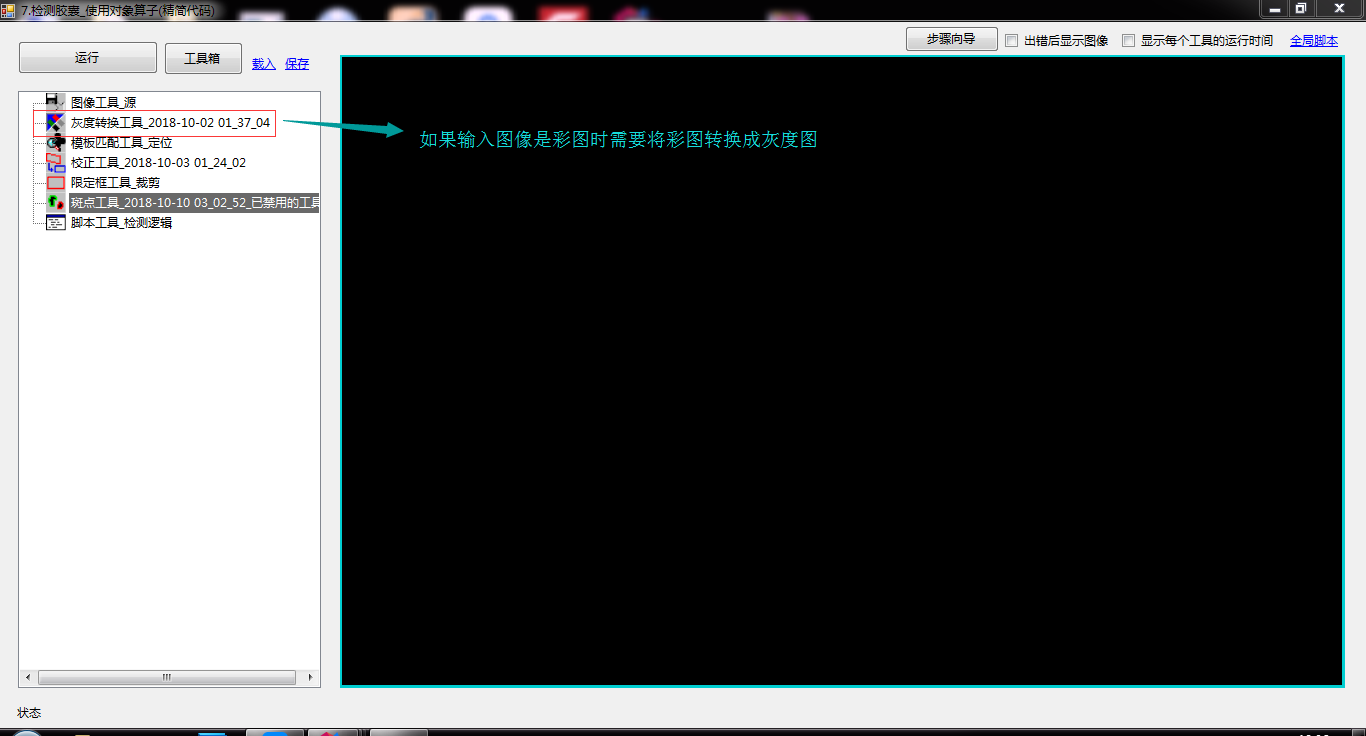 7.检测胶囊_使用对象算子(精简代码)
运行
工具箱
载入 保存
步骤向导
出错后显示图像
显示每个工具的运行时间
全局脚本
图像工具_源
灰度转换工具_2018-10-02 01_37_04
模板匹配工具_定位
校正工具_2018-10-03 01_24_02
限定框工具_裁剪
斑点工具_2018-10-10 03_02_52_已禁用的工具
脚本工具_检测逻辑
如果输入图像是彩图时需要将彩图转换成灰度图
状态